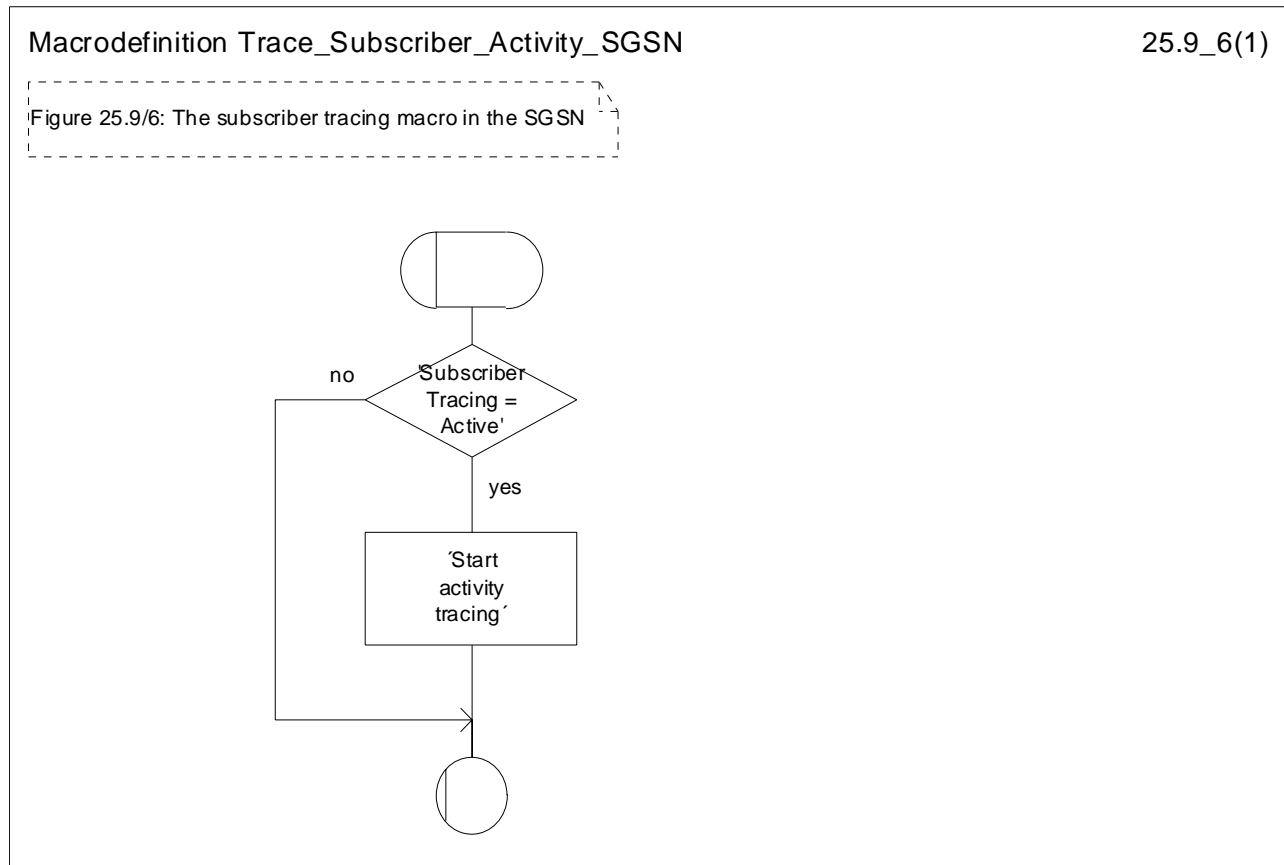 Macrodefinition Trace_Subscriber_Activity_SGSN
25.9_6(1)
Figure 25.9/6: The subscriber tracing macro in the SGSN
no
'Subscriber
Tracing =
Active'
yes
´Start
activity
tracing´